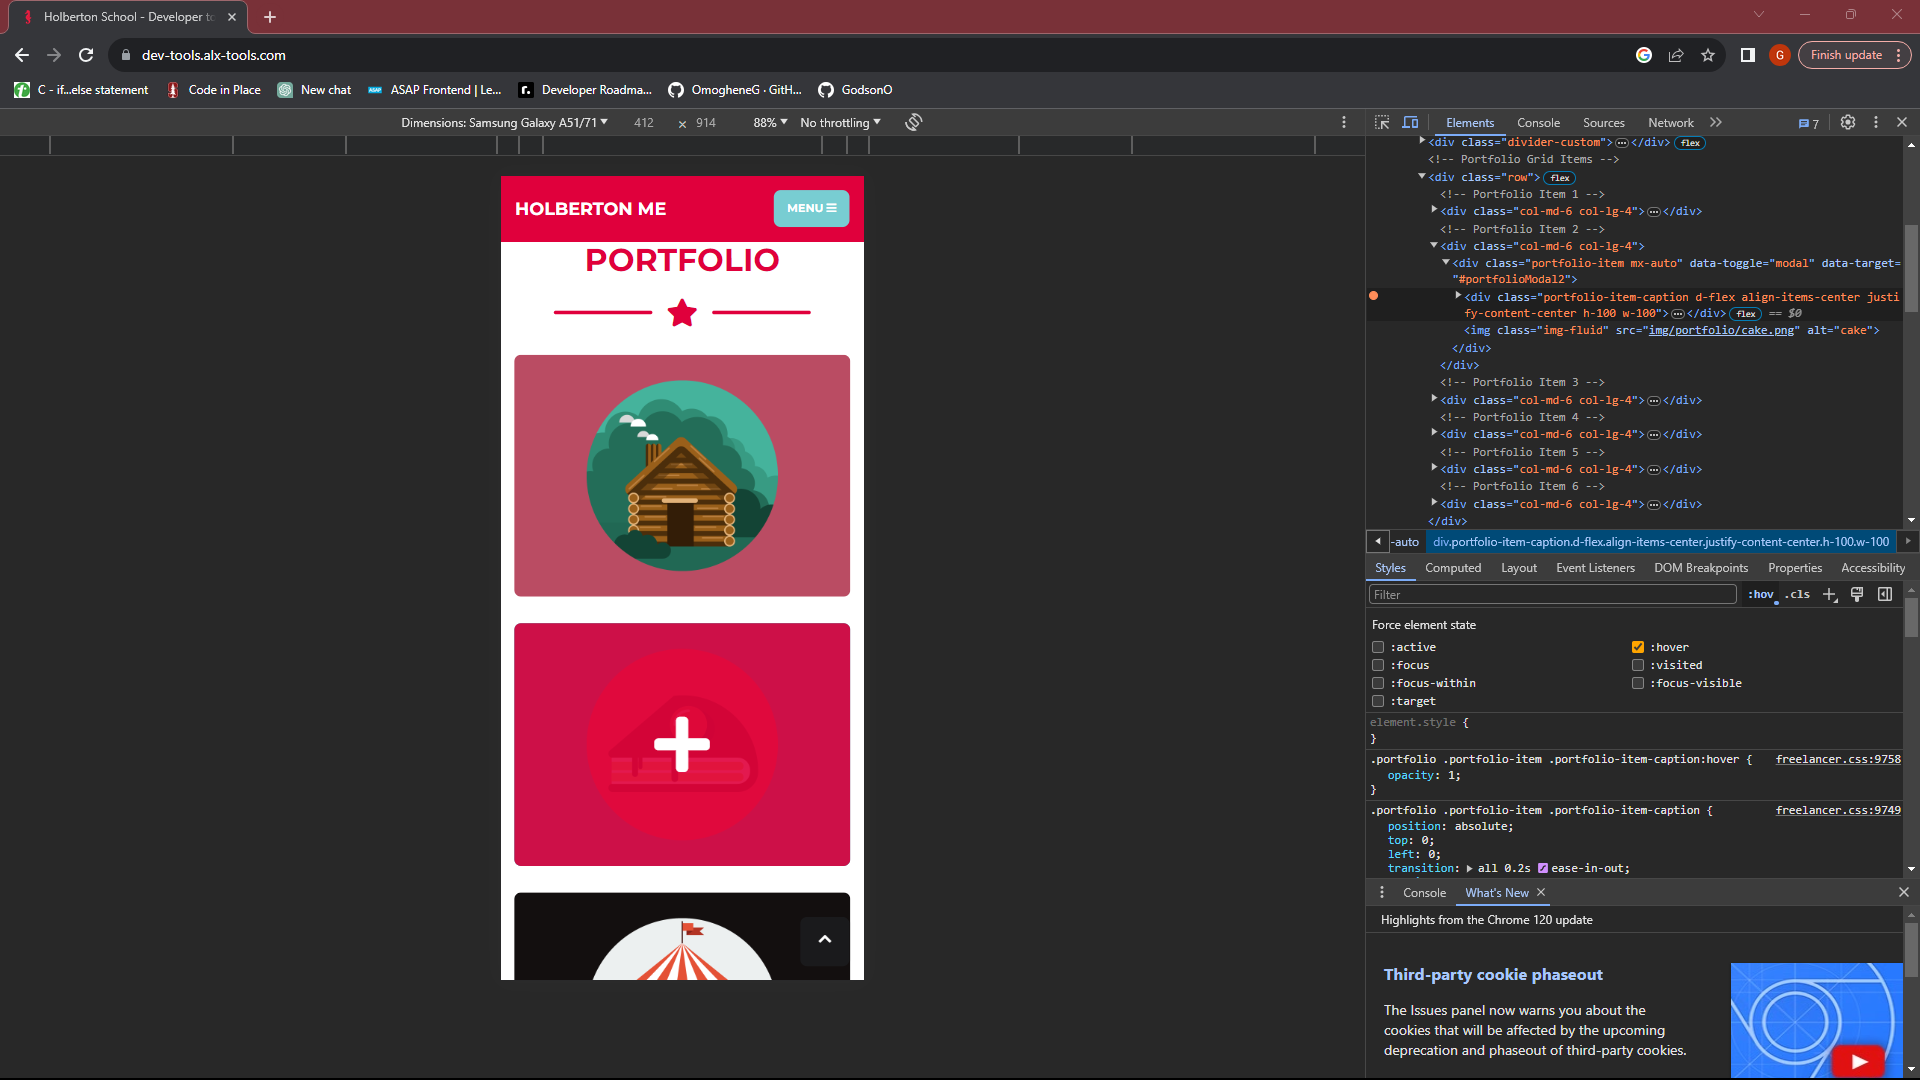 Holberton School - Developer to
dev-tools.alx-tools.com
G
Finish update
C - if...else statement
Code in Place
New chat
ASAP Frontend | Le...
Developer Roadma...
OmogheneG · GitH...
GodsonO
Dimensions: Samsung Galaxy A51/71
412
×
914
88%
No throttling
Elements
Console
Sources
Network
7
HOLBERTON ME
MENU
PORTFOLIO
<div class="divider-custom">…</div> flex
<!-- Portfolio Grid Items -->
<div class="row"> flex
<!-- Portfolio Item 1 -->
<div class="col-md-6 col-lg-4">…</div>
<!-- Portfolio Item 2 -->
<div class="col-md-6 col-lg-4">
<div class="portfolio-item mx-auto" data-toggle="modal" data-target=
"#portfolioModal2">
<div class="portfolio-item-caption d-flex align-items-center justi
fy-content-center h-100 w-100">…</div> flex == $0
<img class="img-fluid" src="img/portfolio/cake.png" alt="cake">
</div>
</div>
<!-- Portfolio Item 3 -->
<div class="col-md-6 col-lg-4">…</div>
<!-- Portfolio Item 4 -->
<div class="col-md-6 col-lg-4">…</div>
<!-- Portfolio Item 5 -->
<div class="col-md-6 col-lg-4">…</div>
<!-- Portfolio Item 6 -->
<div class="col-md-6 col-lg-4">…</div>
</div>
-auto
div.portfolio-item-caption.d-flex.align-items-center.justify-content-center.h-100.w-100
Styles
Computed
Layout
Event Listeners
DOM Breakpoints
Properties
Accessibility
Filter
:hov
.cls
Force element state
:active
:hover
:focus
:visited
:focus-within
:focus-visible
:target
element.style {
}
.portfolio .portfolio-item .portfolio-item-caption:hover {
freelancer.css:9758
opacity: 1;
}
.portfolio .portfolio-item .portfolio-item-caption {
freelancer.css:9749
position: absolute;
top: 0;
left: 0;
transition: all 0.2s ease-in-out;
Console
What's New
Highlights from the Chrome 120 update
Third-party cookie phaseout
The Issues panel now warns you about the
cookies that will be affected by the upcoming
deprecation and phaseout of third-party cookies.